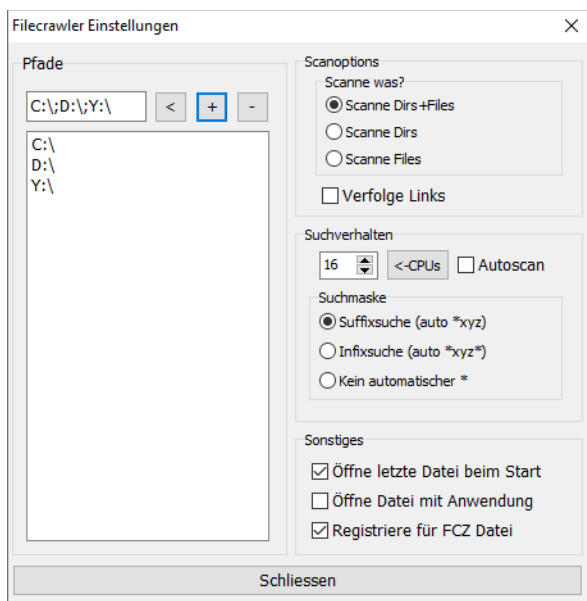 Filecrawler Einstellungen
Pfade
C:\;D:\;Y:\ < + -
C:\
D:\
Y:\
Scanoptions
Scanne was?
Scanne Dirs+Files
Scanne Dirs
Scanne Files
Verfolge Links
Suchverhalten
16 <-CPUs Autoscan
Suchmaske
Suffixsuche (auto *xyz)
Infixsuche (auto *xyz*)
Kein automatischer *
Sonstiges
Öffne letzte Datei beim Start
Öffne Datei mit Anwendung
Registriere für FCZ Datei
Schliessen